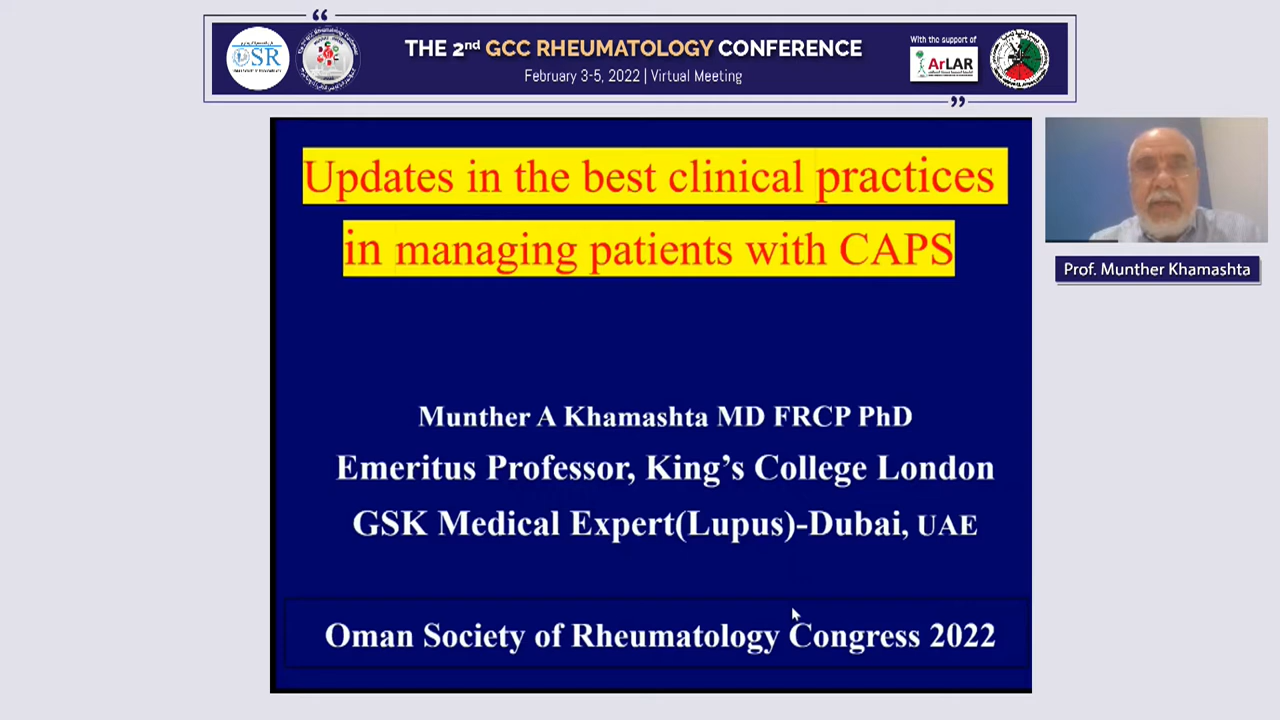 THE 2nd GCC RHEUMATOLOGY CONFERENCE
February 3-5, 2022 | Virtual Meeting
With the support of
OSR
ArLAR
Updates in the best clinical practices
in managing patients with CAPS
Prof. Munther Khamashta
Munther A Khamashta MD FRCP PhD
Emeritus Professor, King’s College London
GSK Medical Expert(Lupus)-Dubai, UAE
Oman Society of Rheumatology Congress 2022